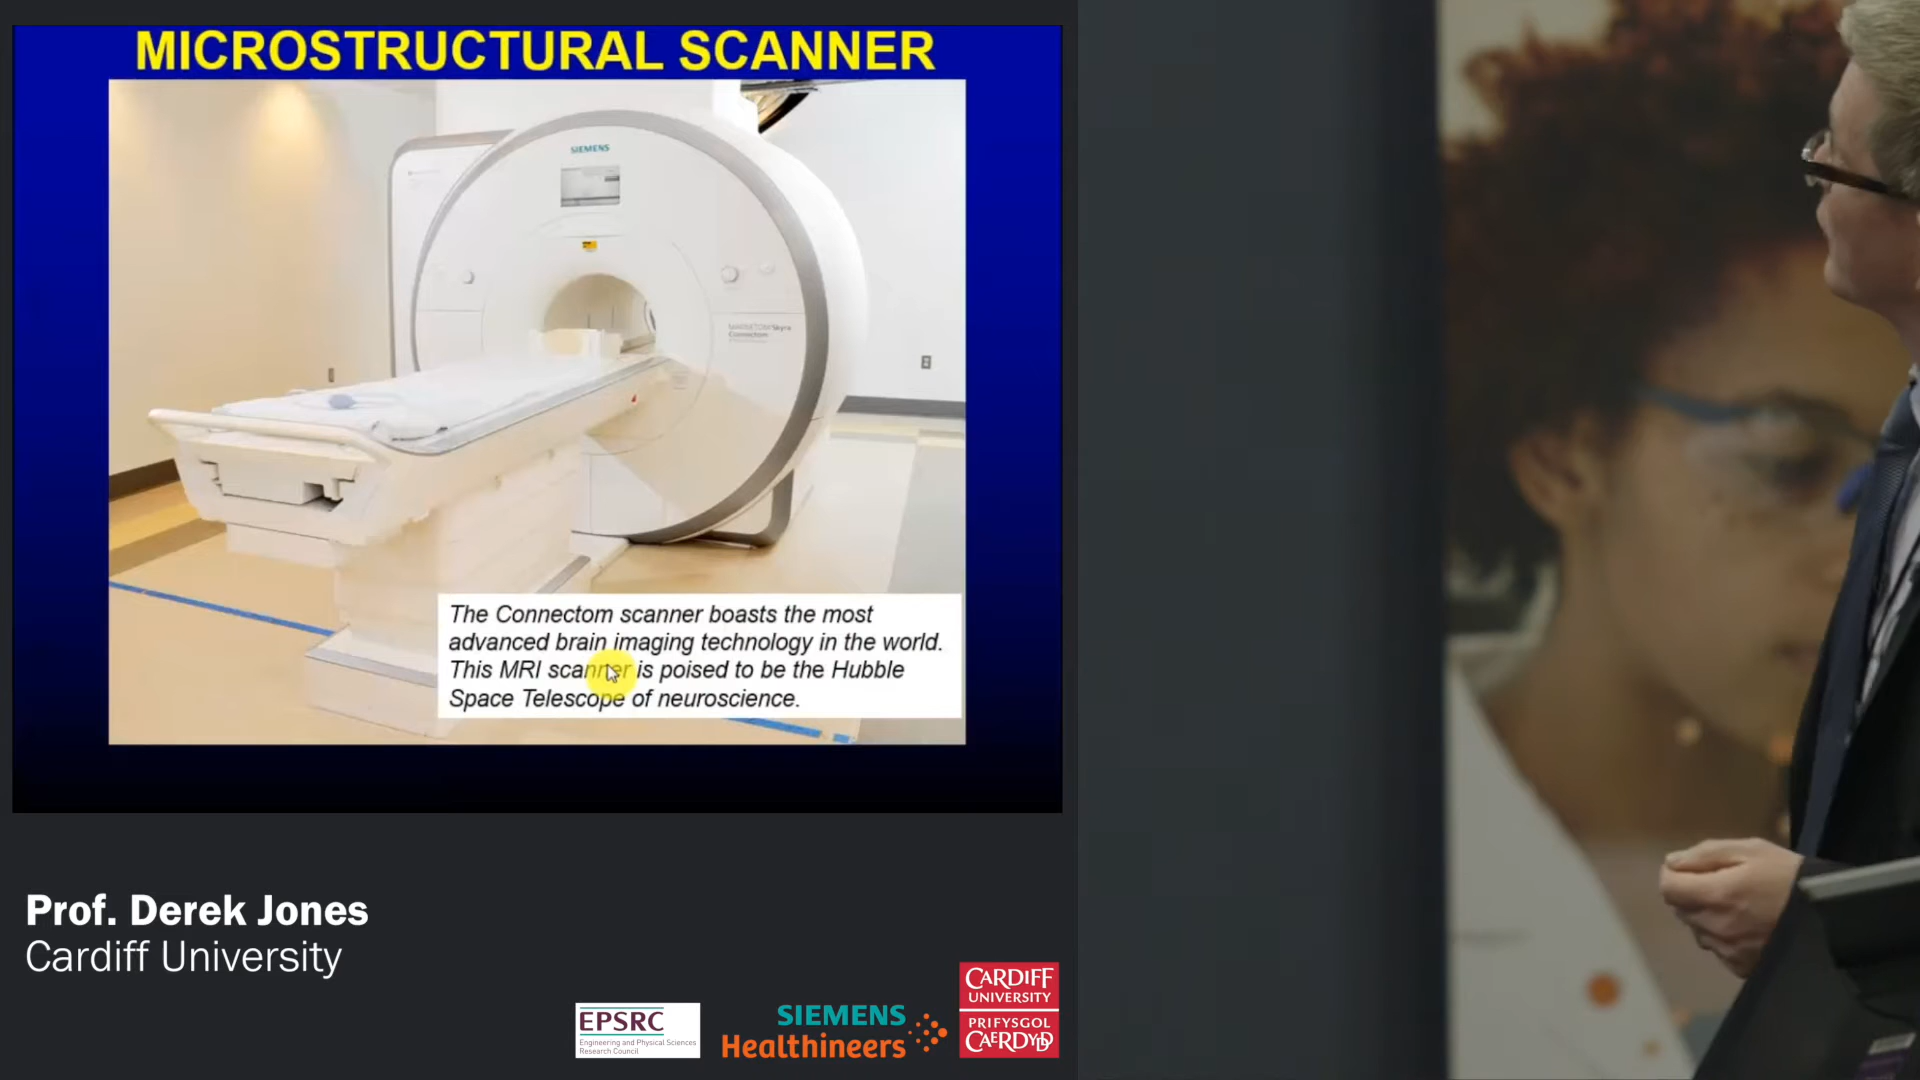 MICROSTRUCTURAL SCANNER
SIEMENS
Connectom
The Connectom scanner boasts the most
advanced brain imaging technology in the world.
This MRI scanner is poised to be the Hubble
Space Telescope of neuroscience.
Prof. Derek Jones
Cardiff University
EPSRC
Engineering and Physical Sciences
Research Council
SIEMENS
Healthineers
CARDIFF
UNIVERSITY
PRIFYSGOL
CAERDYDD